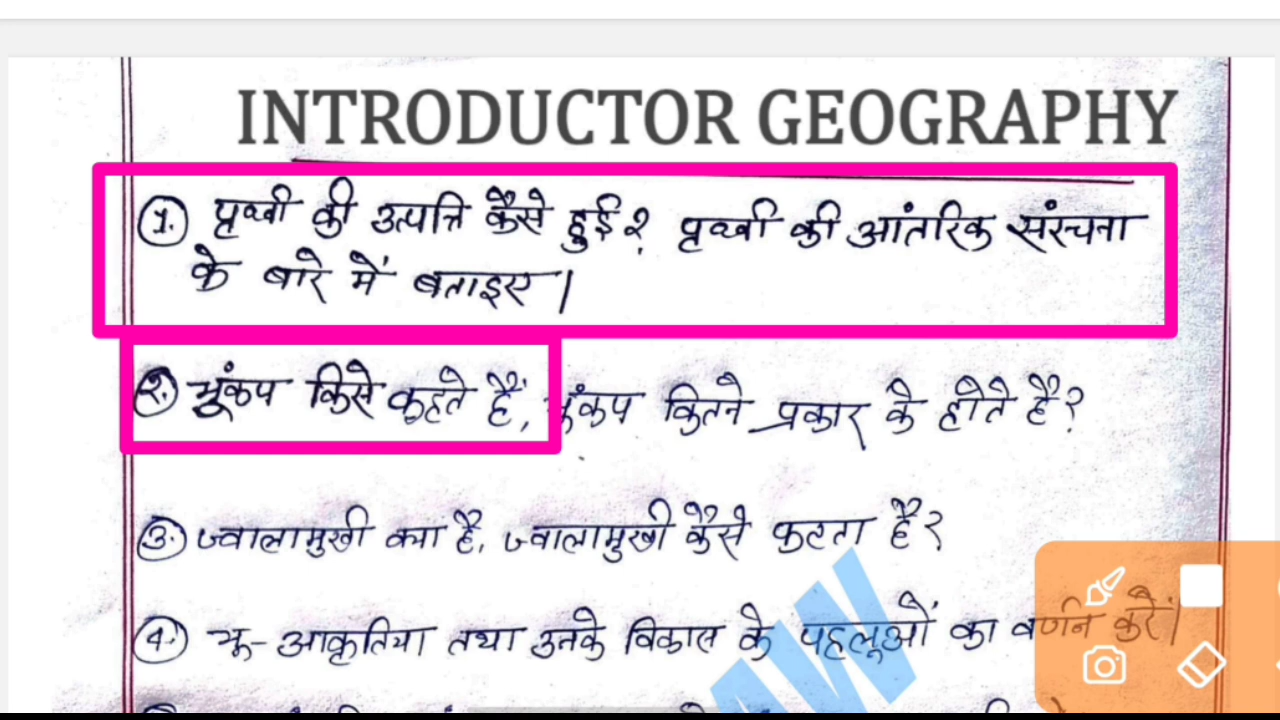 INTRODUCTOR GEOGRAPHY
1. पृथ्वी की उत्पत्ति कैसे हुई? पृथ्वी की आंतरिक संरचना
के बारे में बताइए।
2. भूकंप किसे कहते हैं, भूकंप कितने प्रकार के होते हैं?
3. ज्वालामुखी क्या है, ज्वालामुखी कैसे फटता है?
4. भू-आकृतिया तथा उनके विकास के पहलूओं का वर्णन करें।
AW